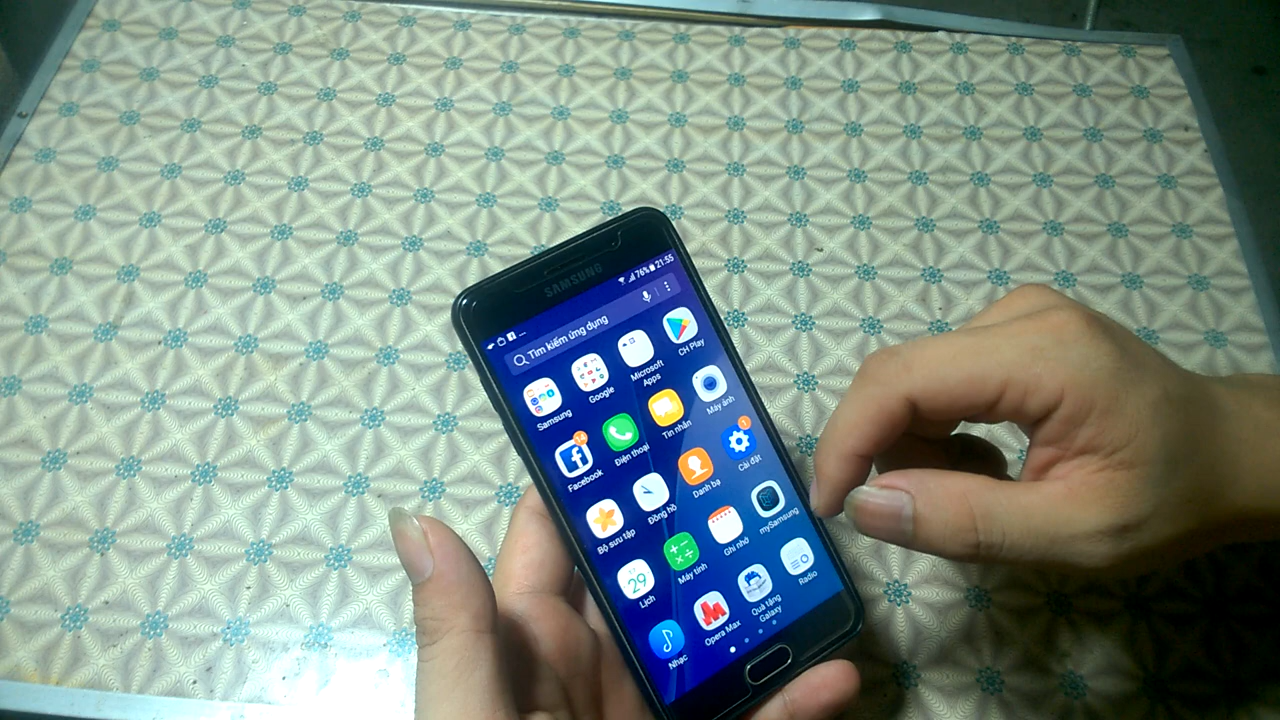 SAMSUNG
76% 21:55
Tìm kiếm ứng dụng
Samsung
Google
Microsoft
Apps
CH Play
14
Facebook
Điện thoại
Tin nhắn
Máy ảnh
Bộ sưu tập
Đồng hồ
Danh bạ
1
Cài đặt
29
Lịch
Máy tính
Ghi nhớ
mySamsung
Nhạc
Opera Max
Quà tặng
Galaxy
Radio